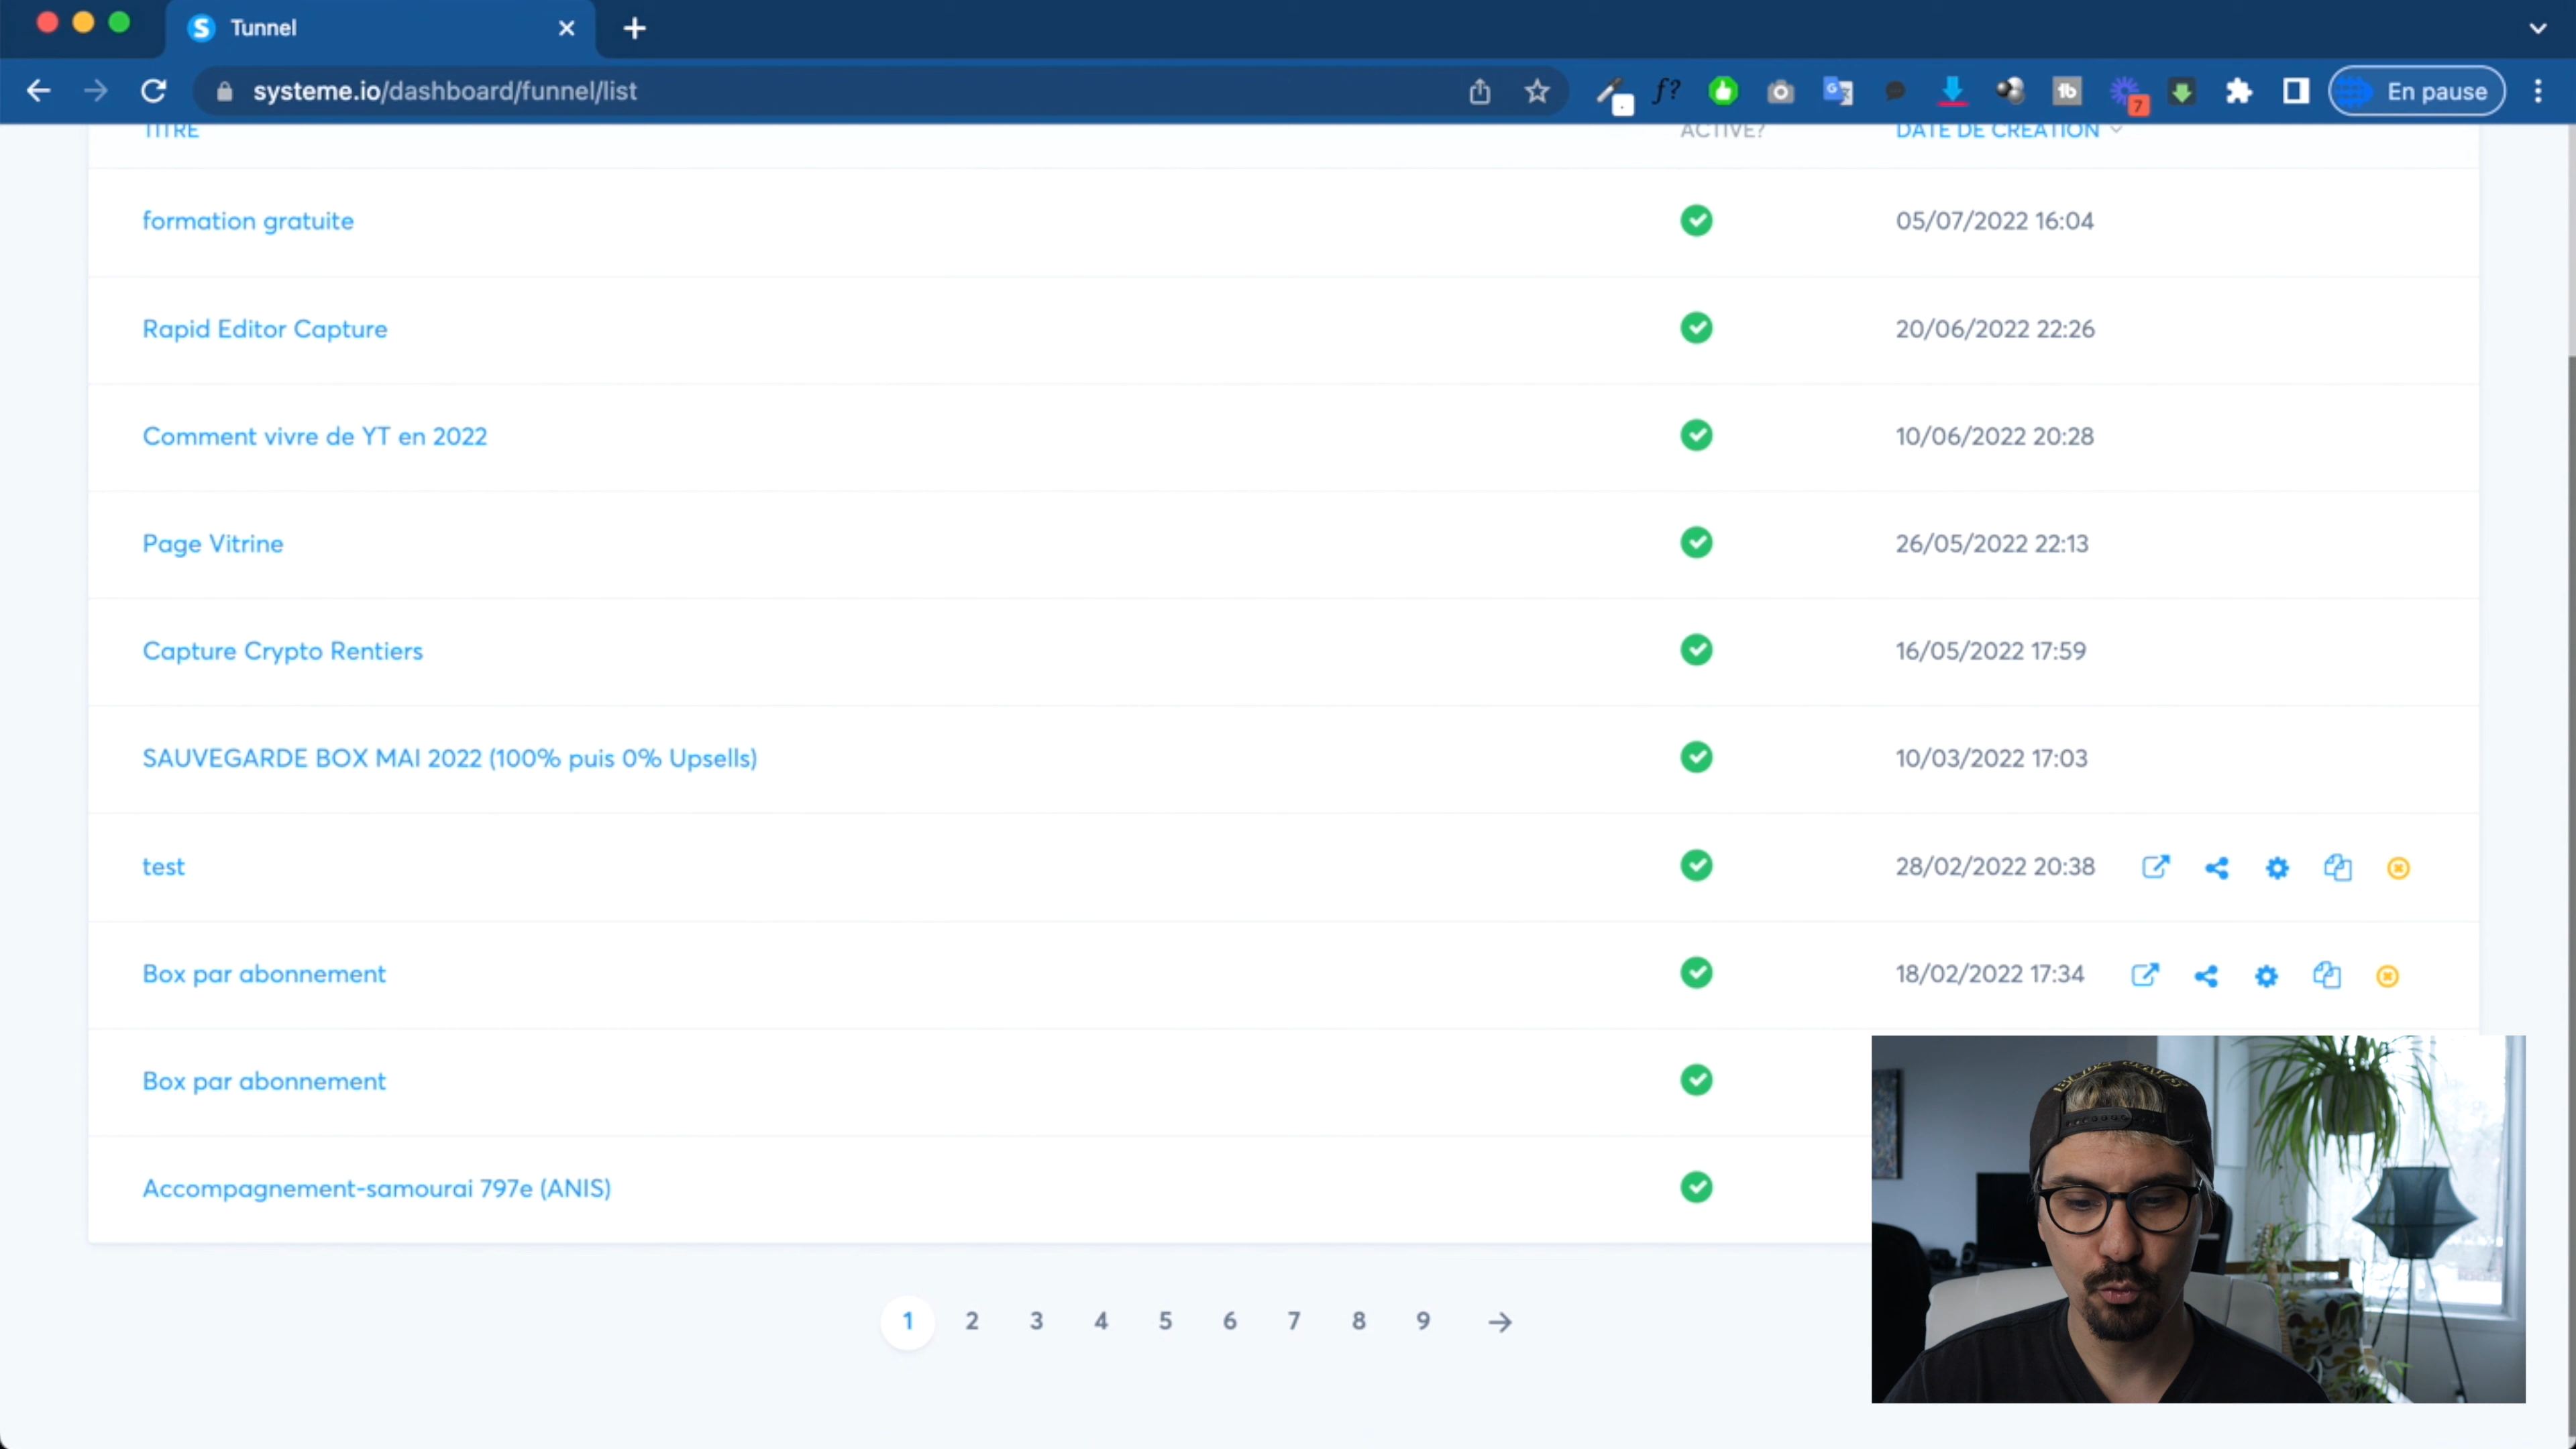 Tunnel
systeme.io/dashboard/funnel/list
En pause
7
TITRE
ACTIVE?
DATE DE CRÉATION
formation gratuite
05/07/2022 16:04
Rapid Editor Capture
20/06/2022 22:26
Comment vivre de YT en 2022
10/06/2022 20:28
Page Vitrine
26/05/2022 22:13
Capture Crypto Rentiers
16/05/2022 17:59
SAUVEGARDE BOX MAI 2022 (100% puis 0% Upsells)
10/03/2022 17:03
test
28/02/2022 20:38
Box par abonnement
18/02/2022 17:34
Box par abonnement
Accompagnement-samourai 797e (ANIS)
1 2 3 4 5 6 7 8 9